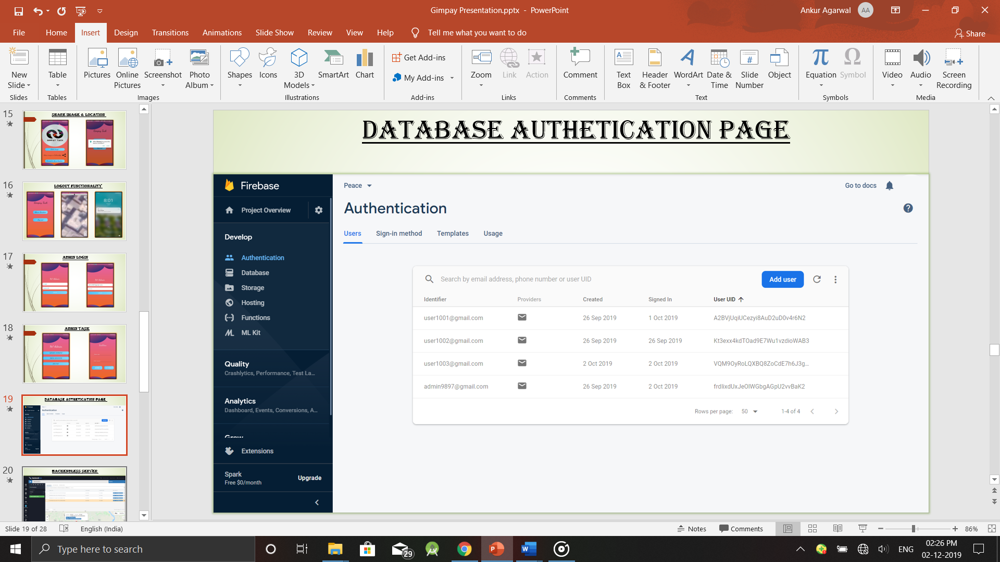 Gimpay Presentation.pptx - PowerPoint
Ankur Agarwal AA
File Home Insert Design Transitions Animations Slide Show Review View Help Tell me what you want to do Share
New Slide Table Pictures Online Pictures Screenshot Photo Album Shapes Icons 3D Models SmartArt Chart Get Add-ins My Add-ins Zoom Link Action Comment Text Box Header & Footer WordArt Date & Time Slide Number Object Equation Symbol Video Audio Screen Recording
Slides Tables Images Illustrations Add-ins Links Comments Text Symbols Media
15
SHARE IMAGE & LOCATION
GIMPAY TACK
Gimpay Tack
16
LOGOUT FUNCTIONALITY
Gimpay Tack
8:01
17
ADMIN LOGIN
18
ADMIN TASK
19
DATABASE AUTHETICATION PAGE
Firebase
Authentication
20
BACKENDLESS SERVER
DATABASE AUTHETICATION PAGE
Firebase
Project Overview
Develop
Authentication
Database
Storage
Hosting
Functions
ML Kit
Quality
Crashlytics, Performance, Test La...
Analytics
Dashboard, Events, Conversions, A...
Grow
Extensions
Spark
Free $0/month
Upgrade
Peace
Go to docs
Authentication
Users Sign-in method Templates Usage
Search by email address, phone number or user UID
Add user
Identifier Providers Created Signed In User UID
user1001@gmail.com 26 Sep 2019 1 Oct 2019 A2BVjUqiUCezyi8AuD2uD0v4r6N2
user1002@gmail.com 26 Sep 2019 26 Sep 2019 Kt3exx4kdTOad9E7Wu1vzdioWAB3
user1003@gmail.com 2 Oct 2019 2 Oct 2019 VQM9OyRoLQXBQ8ZoCdE7h6J3g...
admin9897@gmail.com 26 Sep 2019 2 Oct 2019 frdlixdUxJeOlWGbgAGpU2vvBaK2
Rows per page: 50 1-4 of 4
Slide 19 of 28 English (India) Notes Comments 86%
Type here to search
29
ENG
02:26 PM
02-12-2019